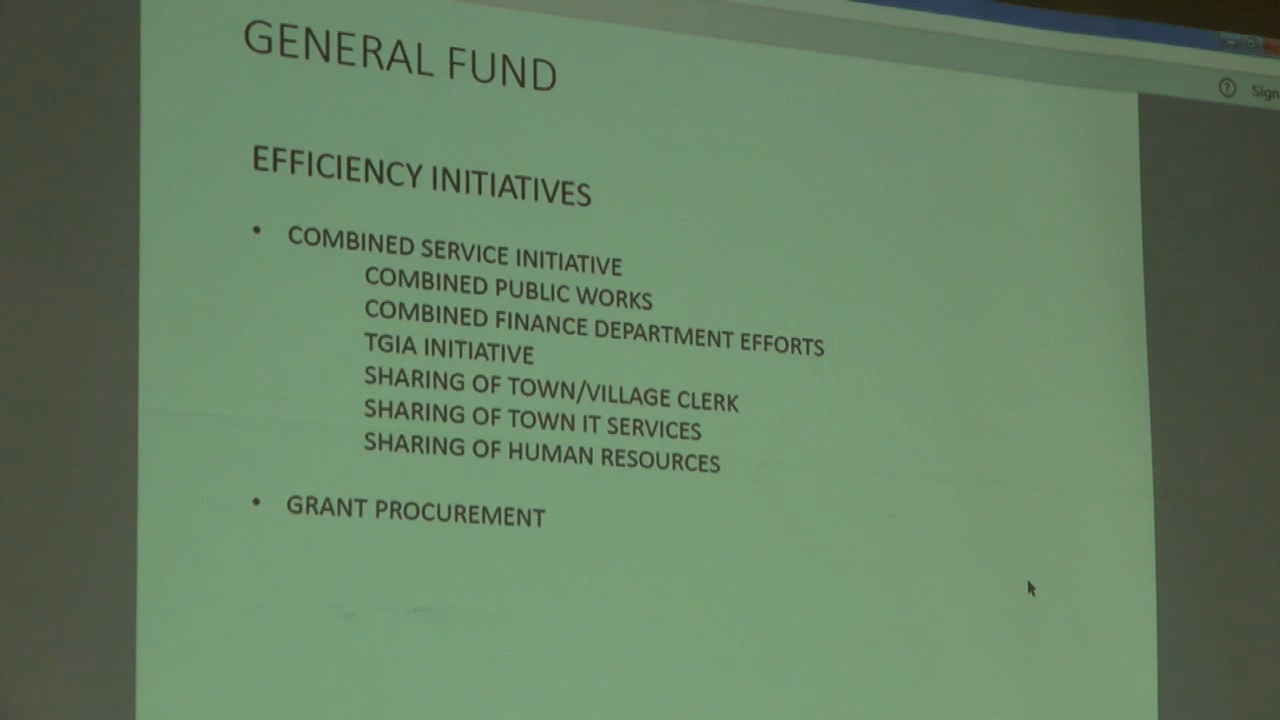 Sign
GENERAL FUND
EFFICIENCY INITIATIVES
• COMBINED SERVICE INITIATIVE
COMBINED PUBLIC WORKS
COMBINED FINANCE DEPARTMENT EFFORTS
TGIA INITIATIVE
SHARING OF TOWN/VILLAGE CLERK
SHARING OF TOWN IT SERVICES
SHARING OF HUMAN RESOURCES
• GRANT PROCUREMENT